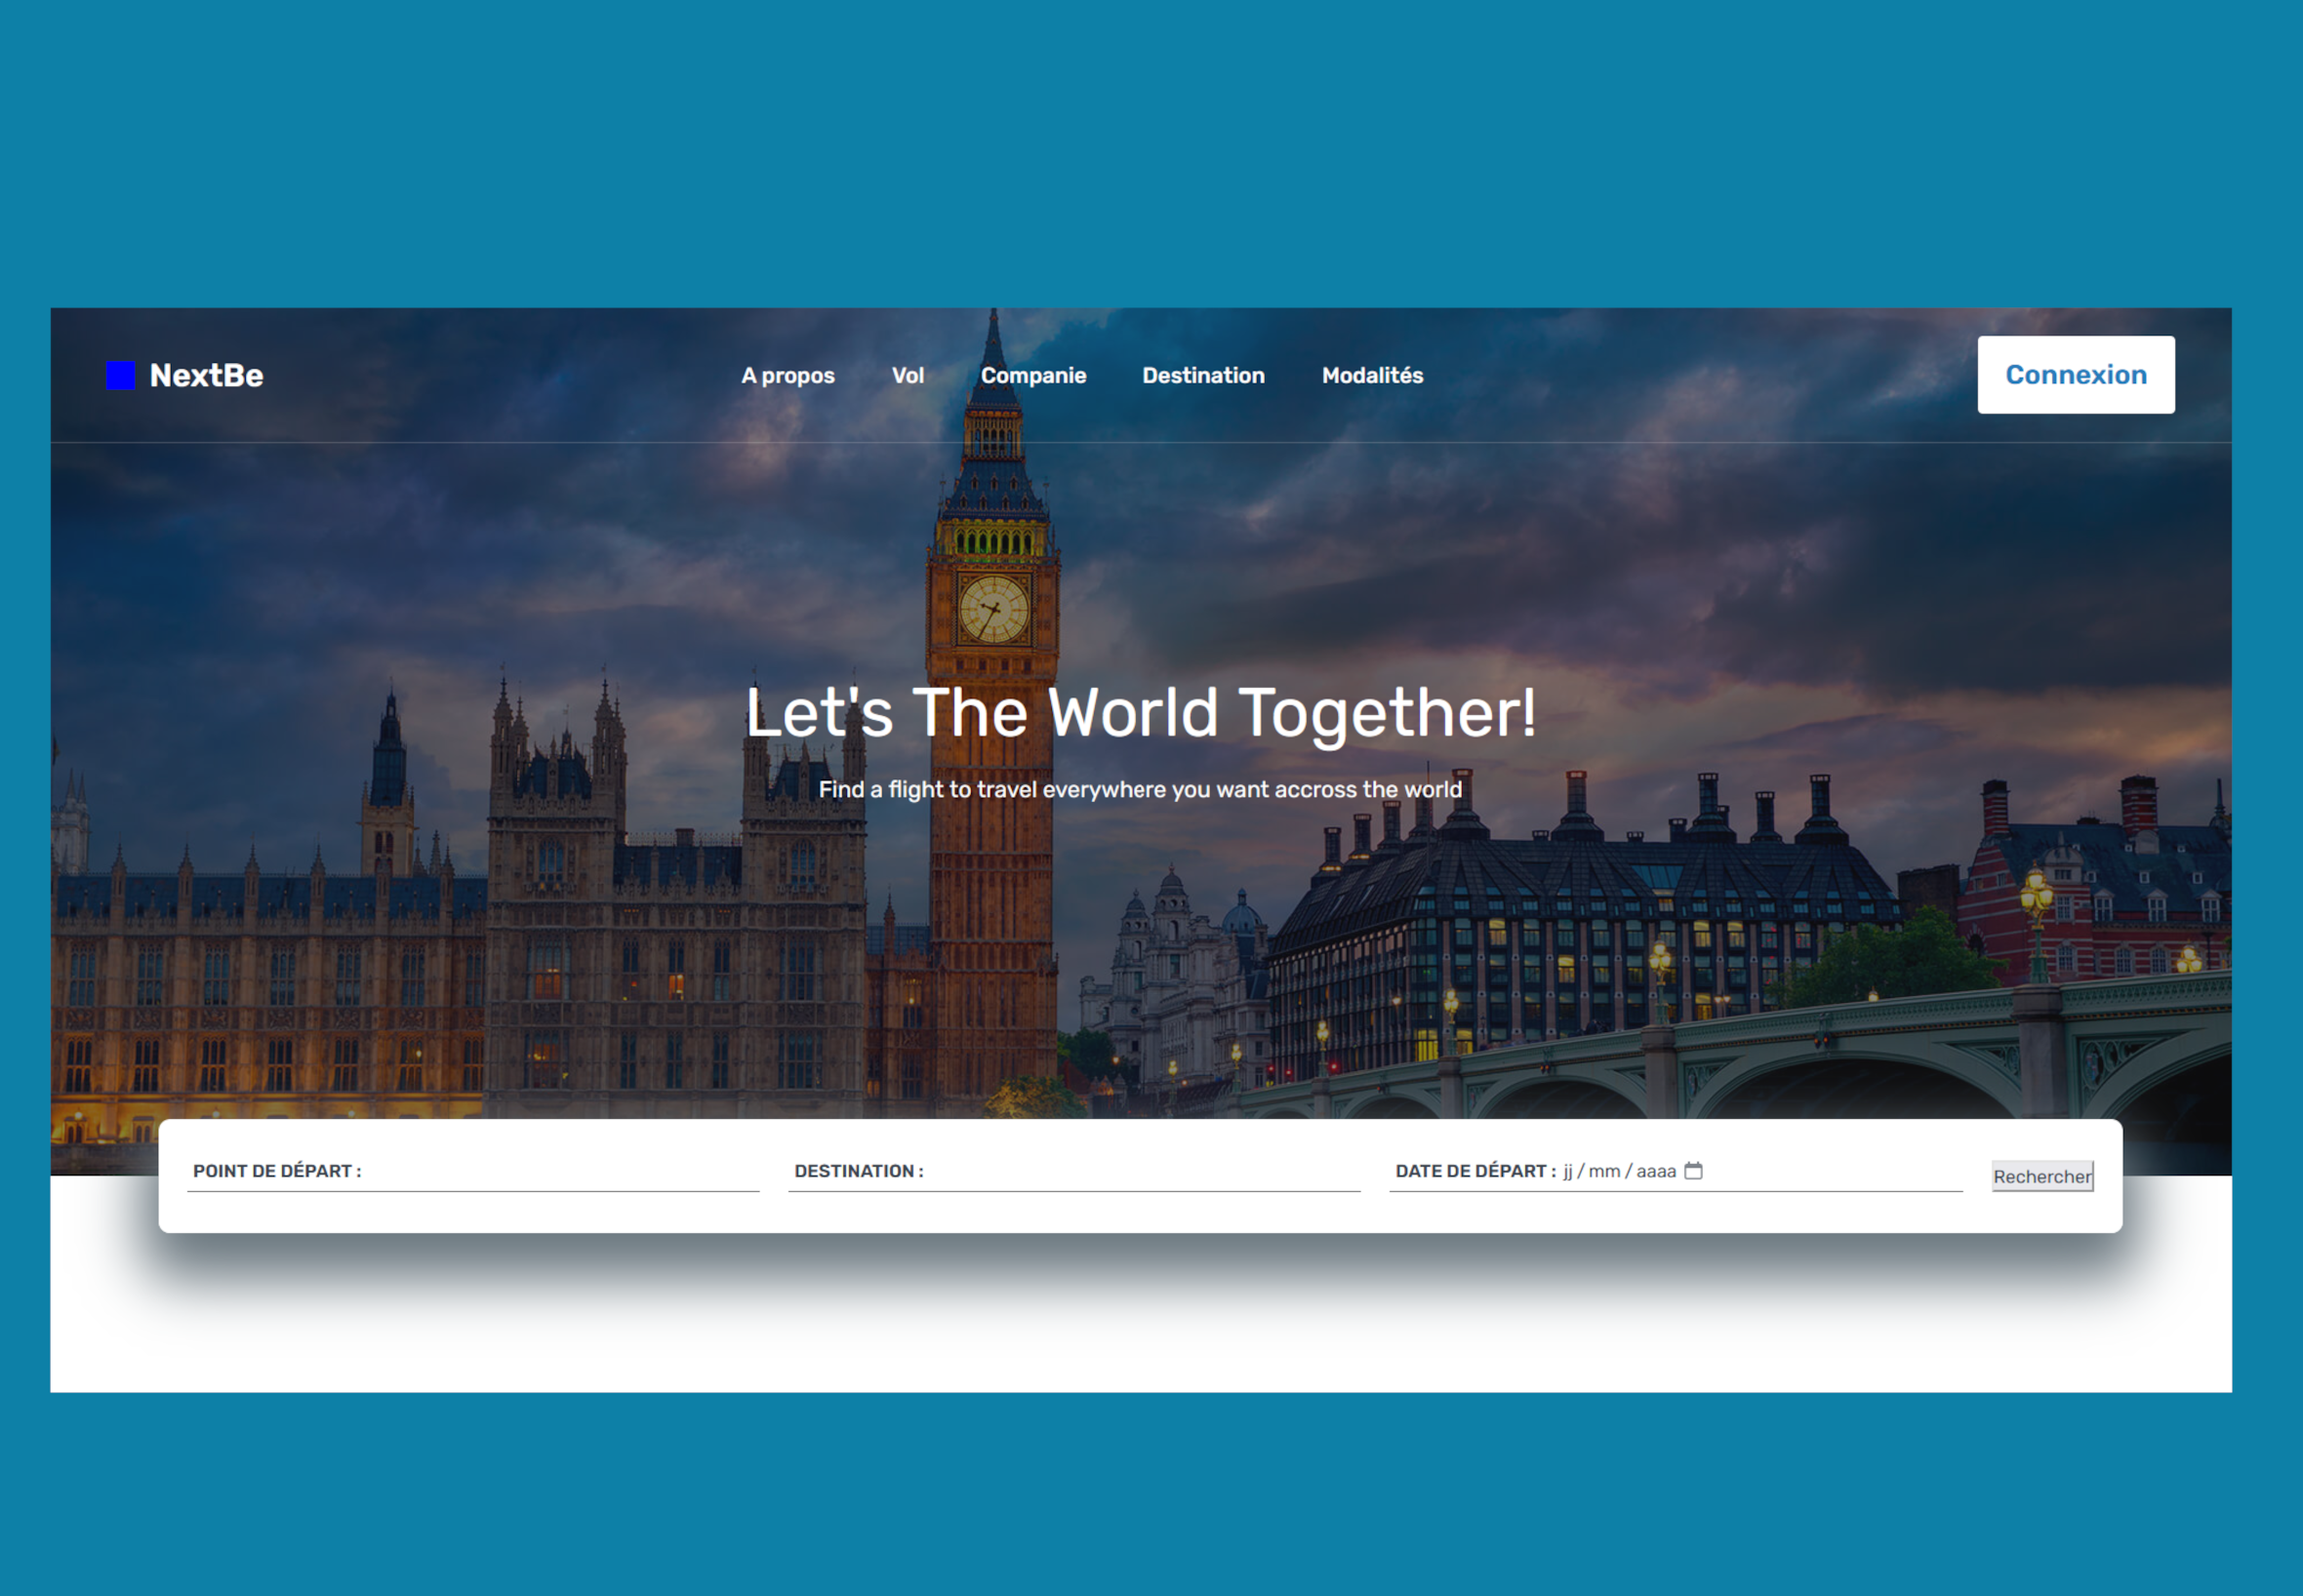 NextBe
A propos Vol Companie Destination Modalités
Connexion
Let's The World Together!
Find a flight to travel everywhere you want accross the world
POINT DE DÉPART :
DESTINATION :
DATE DE DÉPART : jj / mm / aaaa
Rechercher